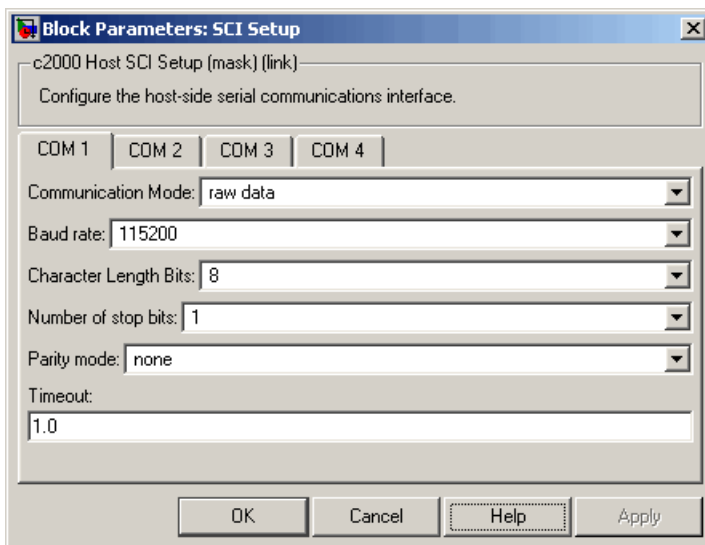 Block Parameters: SCI Setup
c2000 Host SCI Setup (mask) (link)
Configure the host-side serial communications interface.
COM 1 COM 2 COM 3 COM 4
Communication Mode: raw data
Baud rate: 115200
Character Length Bits: 8
Number of stop bits: 1
Parity mode: none
Timeout:
1.0
OK Cancel Help Apply